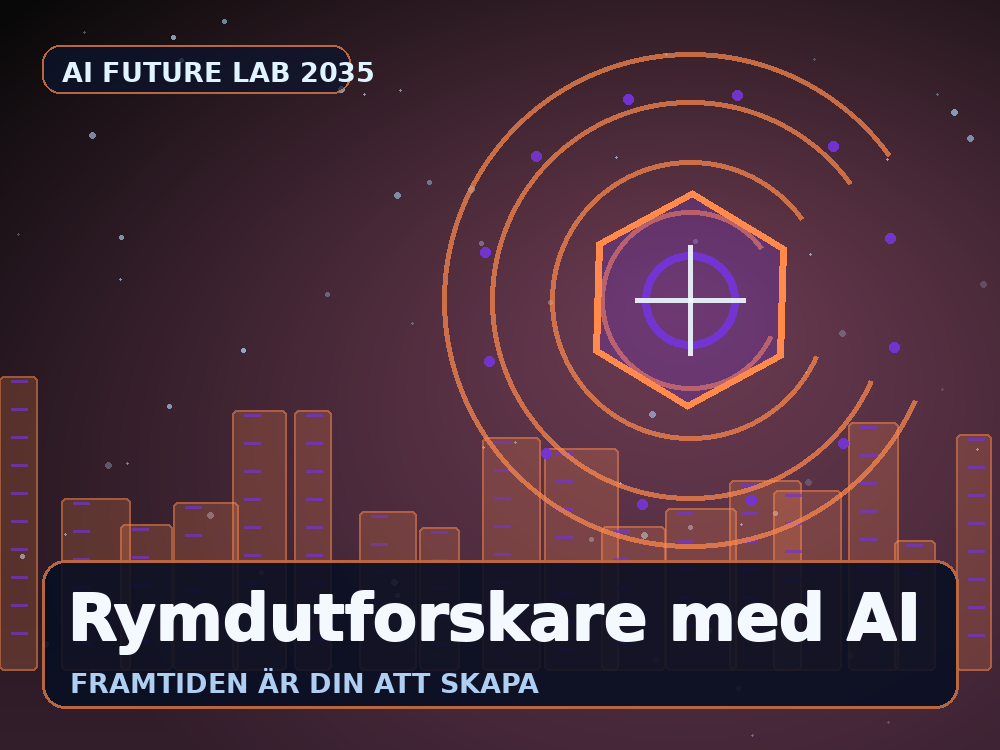 AI FUTURE LAB 2035
Rymdutforskare med AI
FRAMTIDEN ÄR DIN ATT SKAPA